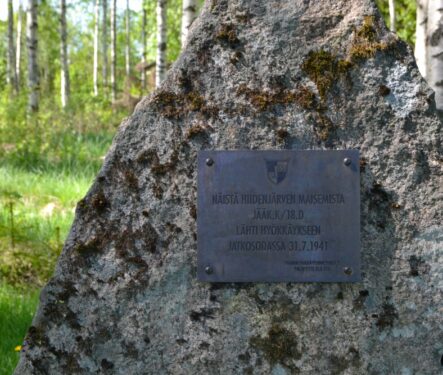 NÄISTÄ HIIDENJÄRVEN MAISEMISTA
JÄÄK.K/18.D
LÄHTI HYÖKKÄYKSEEN
JATKOSODASSA 31.7.1941